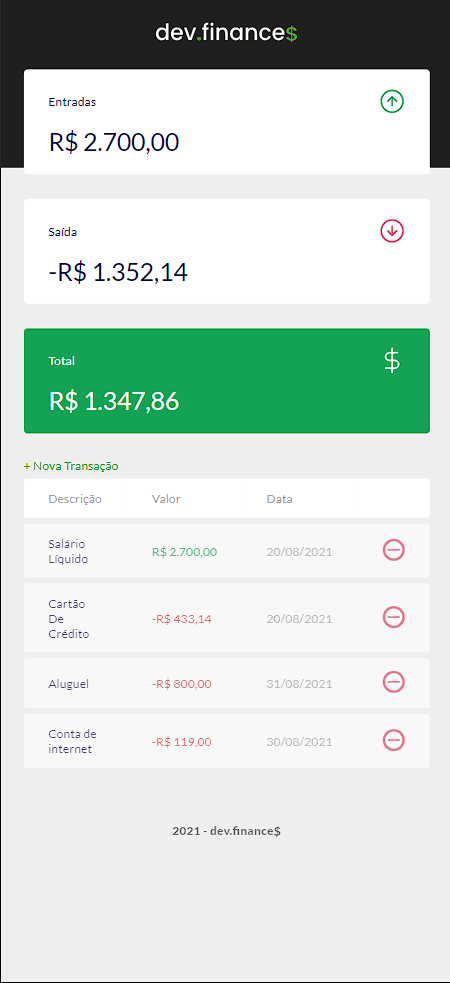 dev.finance$
Entradas
R$ 2.700,00
Saída
-R$ 1.352,14
Total
$
R$ 1.347,86
+ Nova Transação
Descrição Valor Data
Salário
Líquido
R$ 2.700,00 20/08/2021
Cartão
De
Crédito
-R$ 433,14 20/08/2021
Aluguel -R$ 800,00 31/08/2021
Conta de
internet
-R$ 119,00 30/08/2021
2021 - dev.finance$